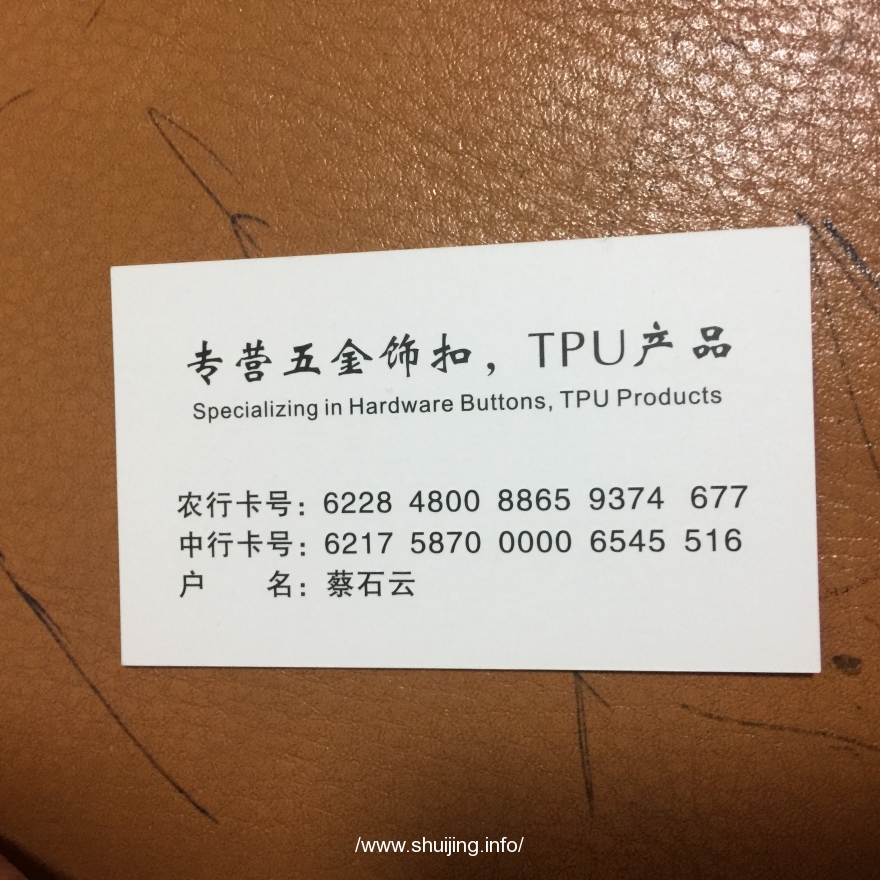 专营五金饰扣，TPU产品
Specializing in Hardware Buttons, TPU Products
农行卡号：6228 4800 8865 9374 677
中行卡号：6217 5870 0000 6545 516
户　　名：蔡石云
/www.shuijing.info/